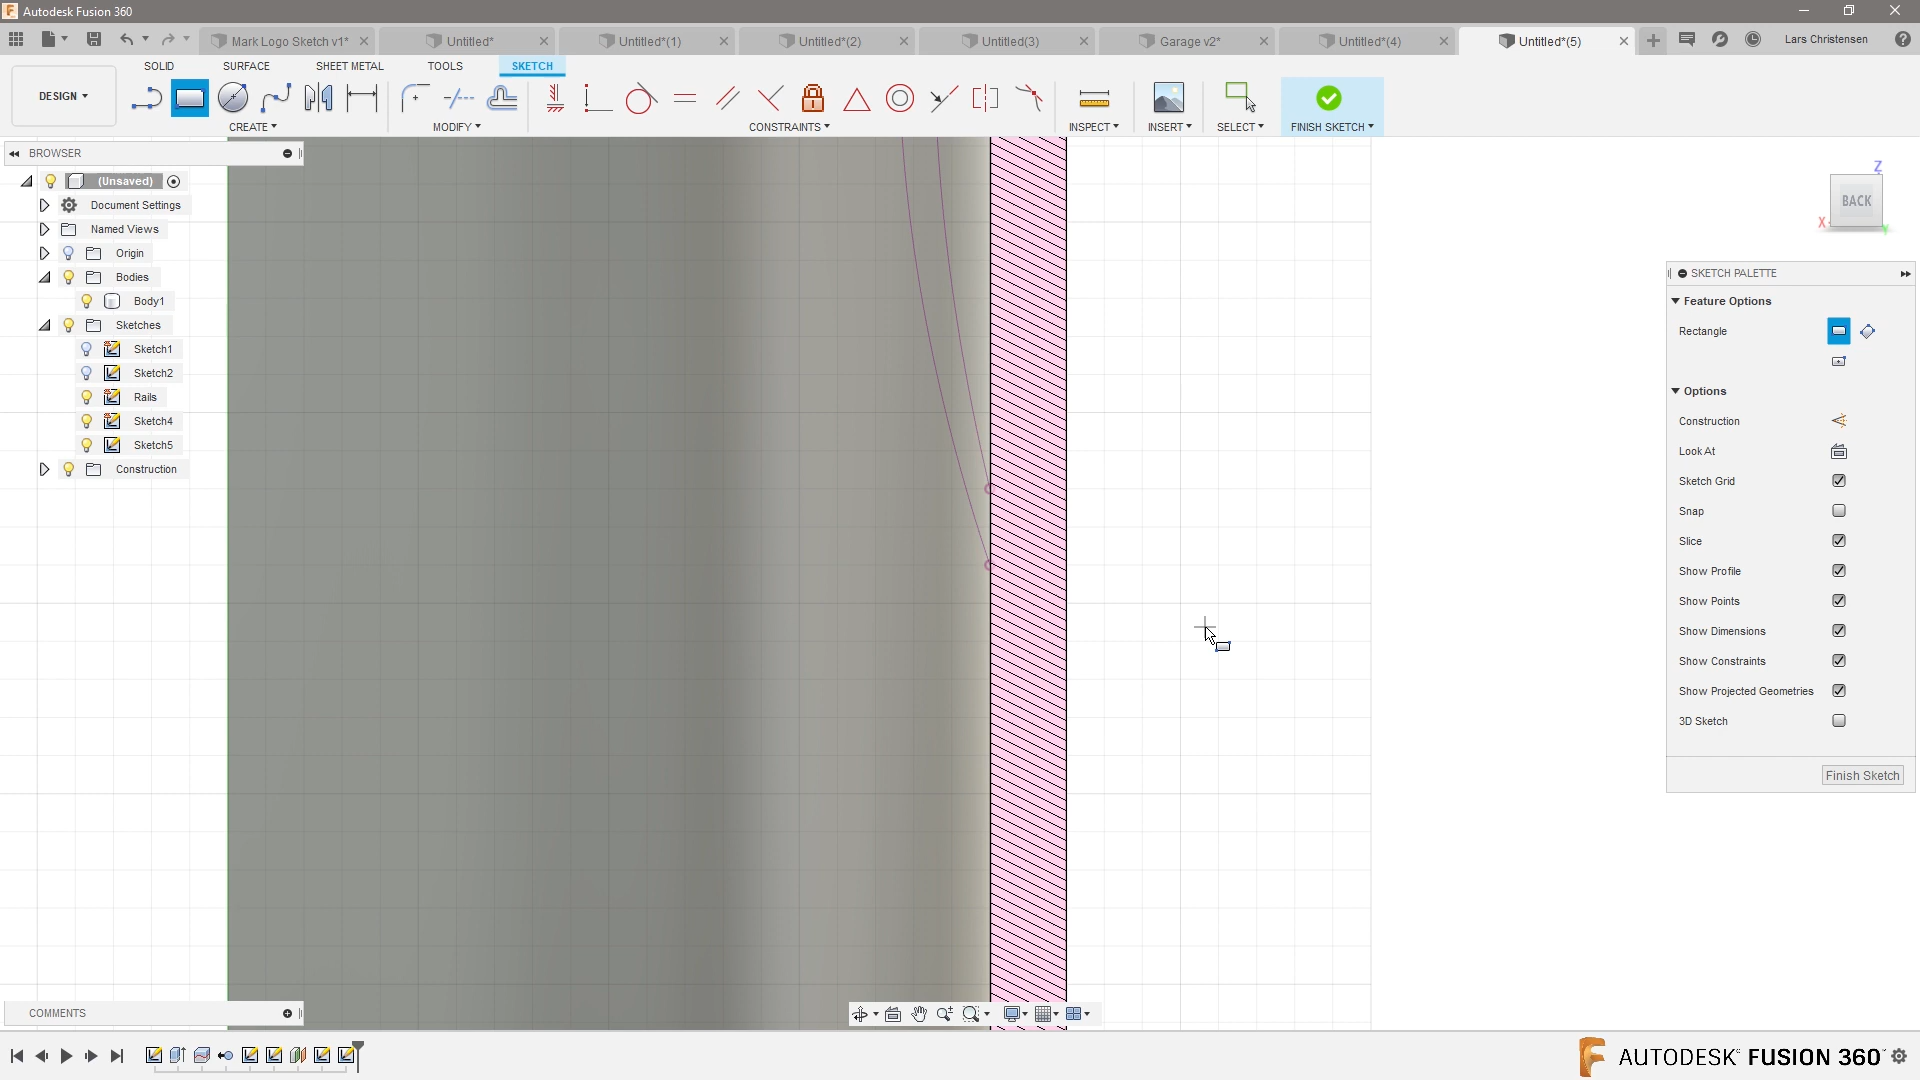 Autodesk Fusion 360
Mark Logo Sketch v1*
Untitled*
Untitled*(1)
Untitled*(2)
Untitled(3)
Garage v2*
Untitled*(4)
Untitled*(5)
Lars Christensen
SOLID
SURFACE
SHEET METAL
TOOLS
SKETCH
DESIGN
CREATE
MODIFY
CONSTRAINTS
INSPECT
INSERT
SELECT
FINISH SKETCH
BROWSER
(Unsaved)
Document Settings
Named Views
Origin
Bodies
Body1
Sketches
Sketch1
Sketch2
Rails
Sketch4
Sketch5
Construction
Z
BACK
X
SKETCH PALETTE
Feature Options
Rectangle
Options
Construction
Look At
Sketch Grid
Snap
Slice
Show Profile
Show Points
Show Dimensions
Show Constraints
Show Projected Geometries
3D Sketch
Finish Sketch
COMMENTS
AUTODESK FUSION 360